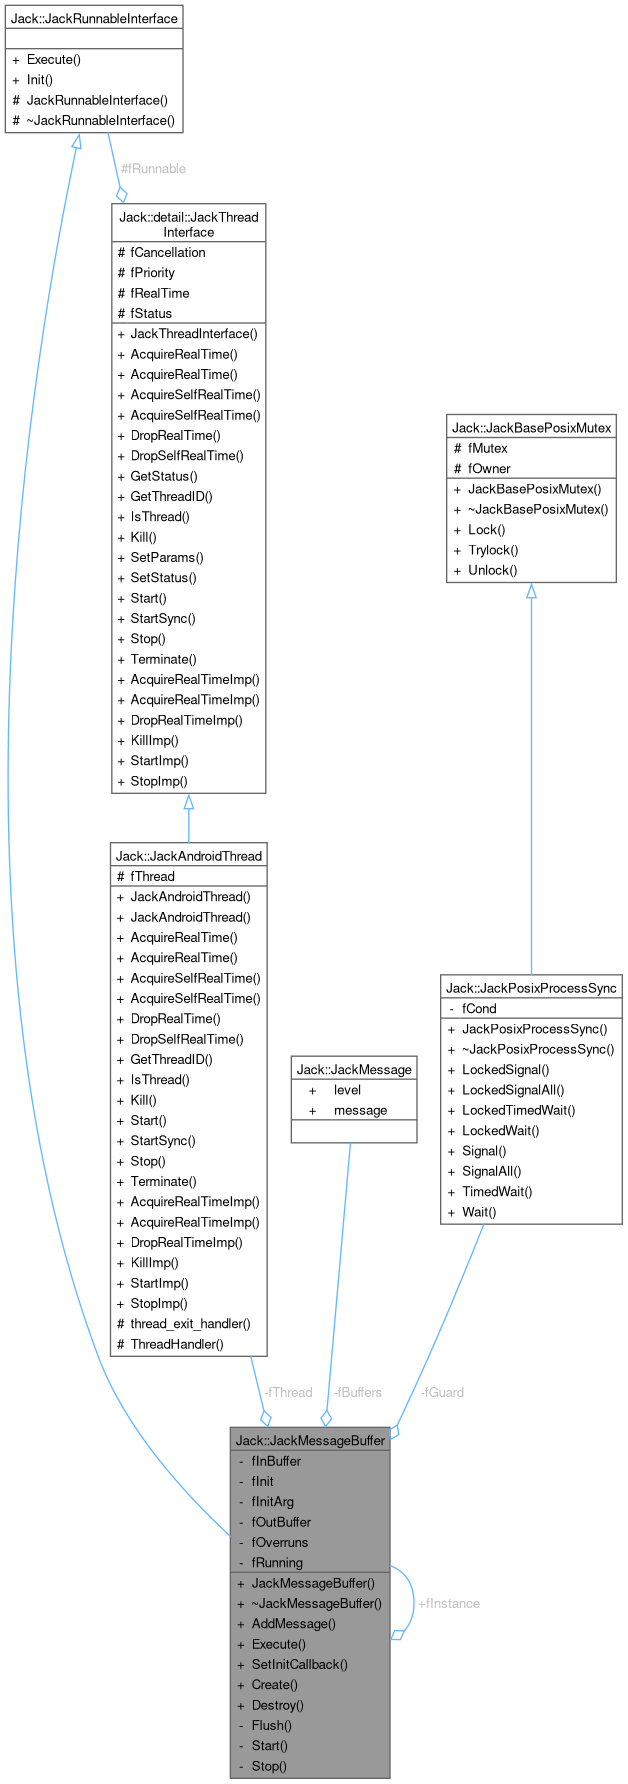 Jack::JackRunnableInterface
+ Execute()
+ Init()
# JackRunnableInterface()
# ~JackRunnableInterface()
#fRunnable
Jack::detail::JackThread
Interface
# fCancellation
# fPriority
# fRealTime
# fStatus
+ JackThreadInterface()
+ AcquireRealTime()
+ AcquireRealTime()
+ AcquireSelfRealTime()
+ AcquireSelfRealTime()
+ DropRealTime()
+ DropSelfRealTime()
+ GetStatus()
+ GetThreadID()
+ IsThread()
+ Kill()
+ SetParams()
+ SetStatus()
+ Start()
+ StartSync()
+ Stop()
+ Terminate()
+ AcquireRealTimeImp()
+ AcquireRealTimeImp()
+ DropRealTimeImp()
+ KillImp()
+ StartImp()
+ StopImp()
Jack::JackBasePosixMutex
# fMutex
# fOwner
+ JackBasePosixMutex()
+ ~JackBasePosixMutex()
+ Lock()
+ Trylock()
+ Unlock()
Jack::JackAndroidThread
# fThread
+ JackAndroidThread()
+ JackAndroidThread()
+ AcquireRealTime()
+ AcquireRealTime()
+ AcquireSelfRealTime()
+ AcquireSelfRealTime()
+ DropRealTime()
+ DropSelfRealTime()
+ GetThreadID()
+ IsThread()
+ Kill()
+ Start()
+ StartSync()
+ Stop()
+ Terminate()
+ AcquireRealTimeImp()
+ AcquireRealTimeImp()
+ DropRealTimeImp()
+ KillImp()
+ StartImp()
+ StopImp()
# thread_exit_handler()
# ThreadHandler()
Jack::JackMessage
+ level
+ message
Jack::JackPosixProcessSync
- fCond
+ JackPosixProcessSync()
+ ~JackPosixProcessSync()
+ LockedSignal()
+ LockedSignalAll()
+ LockedTimedWait()
+ LockedWait()
+ Signal()
+ SignalAll()
+ TimedWait()
+ Wait()
-fThread
-fBuffers
-fGuard
Jack::JackMessageBuffer
- fInBuffer
- fInit
- fInitArg
- fOutBuffer
- fOverruns
- fRunning
+ JackMessageBuffer()
+ ~JackMessageBuffer()
+ AddMessage()
+ Execute()
+ SetInitCallback()
+ Create()
+ Destroy()
- Flush()
- Start()
- Stop()
+fInstance